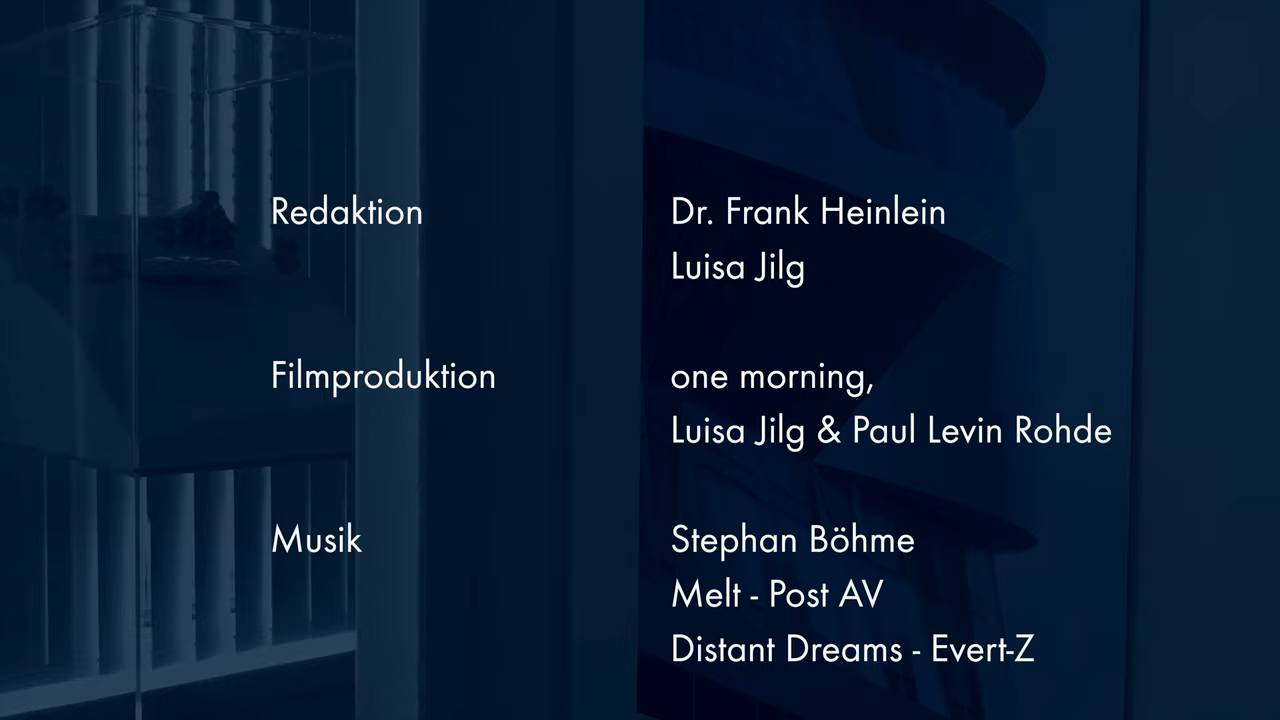 Redaktion Dr. Frank Heinlein
Luisa Jilg
Filmproduktion one morning,
Luisa Jilg & Paul Levin Rohde
Musik Stephan Böhme
Melt - Post AV
Distant Dreams - Evert-Z